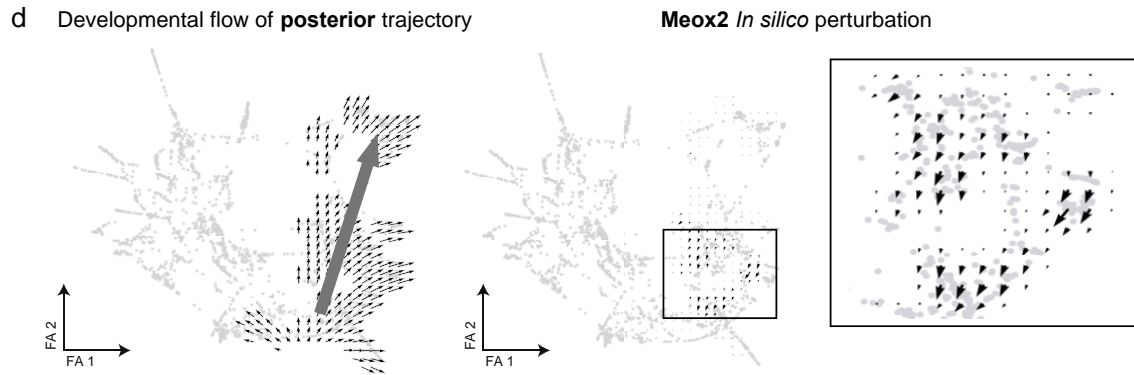 d Developmental flow of posterior trajectory
Meox2 In silico perturbation
FA 2
FA 1
FA 2
FA 1